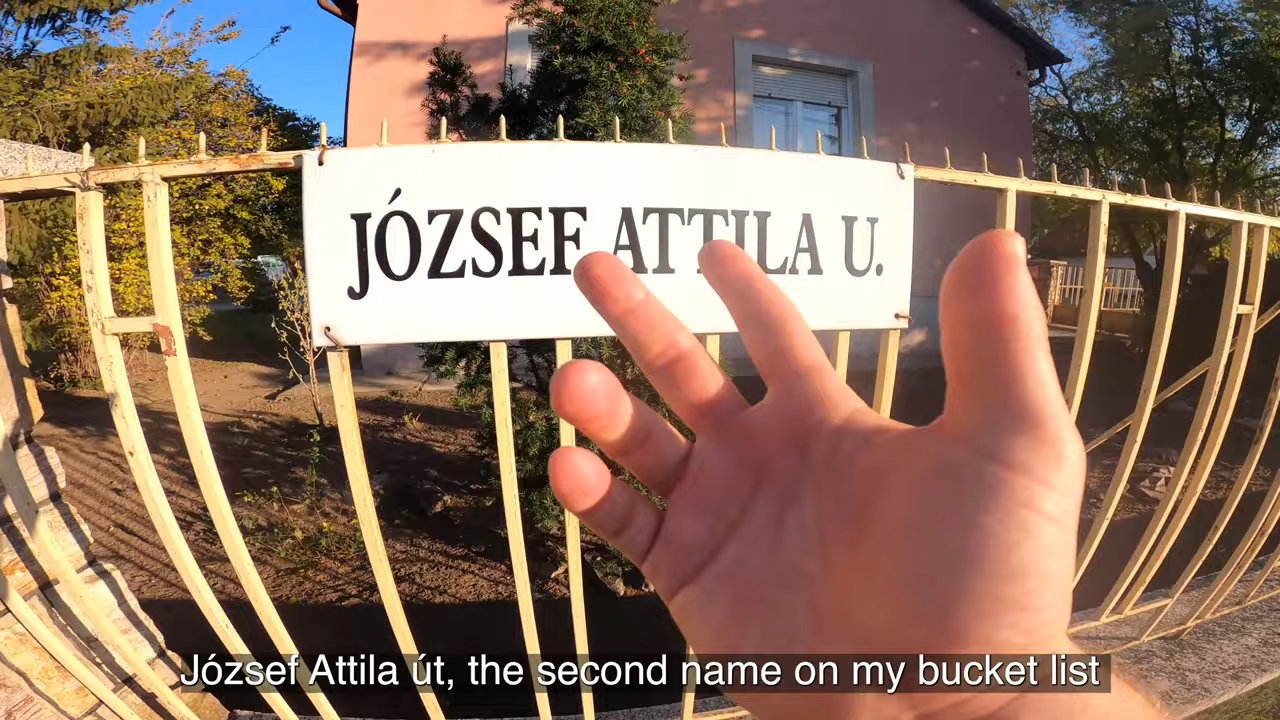 JÓZSEF ATTILA U.
József Attila út, the second name on my bucket list